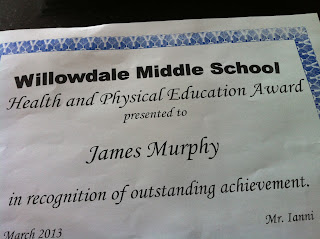 Willowdale Middle School
Health and Physical Education Award
presented to
James Murphy
in recognition of outstanding achievement.
Mr. Ianni
March 2013